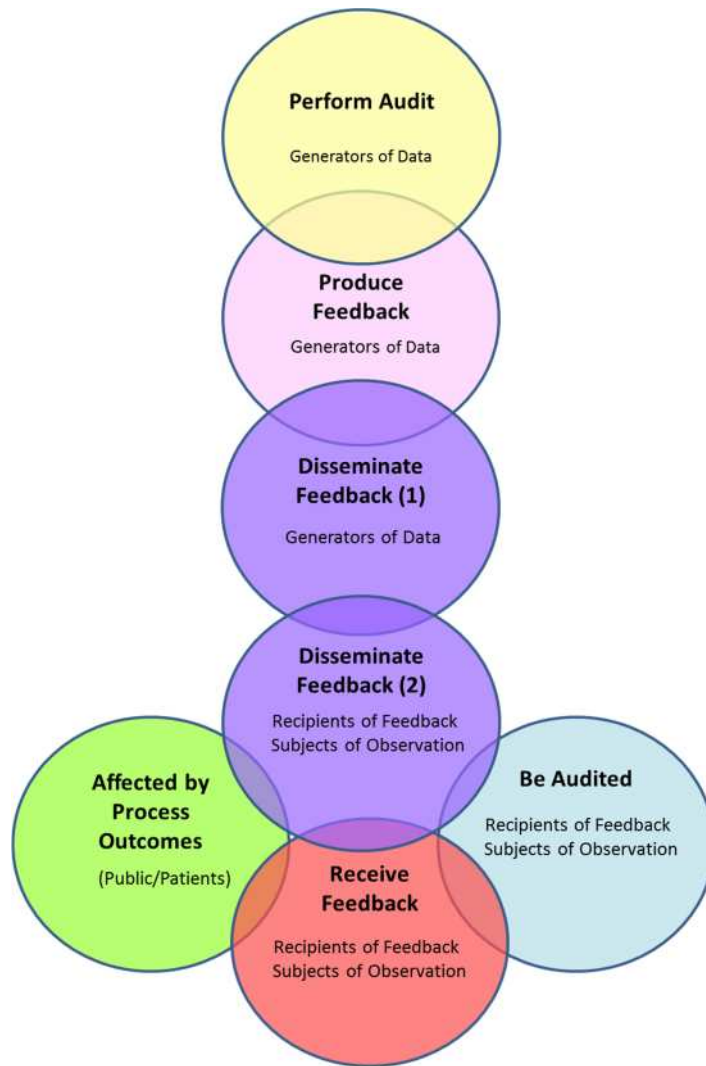 Perform Audit
Generators of Data
Produce
Feedback
Generators of Data
Disseminate
Feedback (1)
Generators of Data
Disseminate
Feedback (2)
Recipients of Feedback
Subjects of Observation
Affected by
Process
Outcomes
(Public/Patients)
Be Audited
Recipients of Feedback
Subjects of Observation
Receive
Feedback
Recipients of Feedback
Subjects of Observation